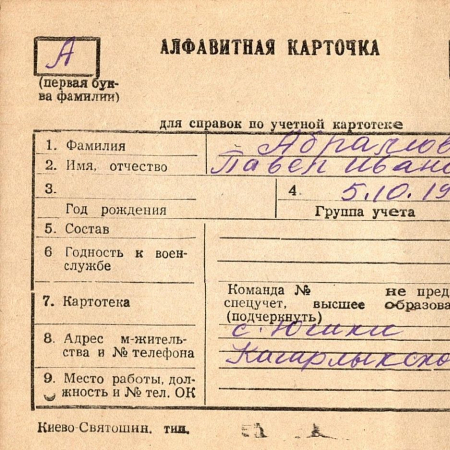 А
АЛФАВИТНАЯ КАРТОЧКА
(первая бук-
ва фамилии)
для справок по учетной картотеке
1. Фамилия Абрамов
2. Имя, отчество Павел Ивано
3.
4. 5.10.19
Год рождения Группа учета
5. Состав
6 Годность к воен-
службе
7. Картотека
Команда № не пред
спецучет, высшее образова
(подчеркнуть)
8. Адрес м-житель-
ства и № телефона
с. Юшки
Кагарлыкско
9. Место работы, дол-
жность и № тел. ОК
Киево-Святошин. тип.